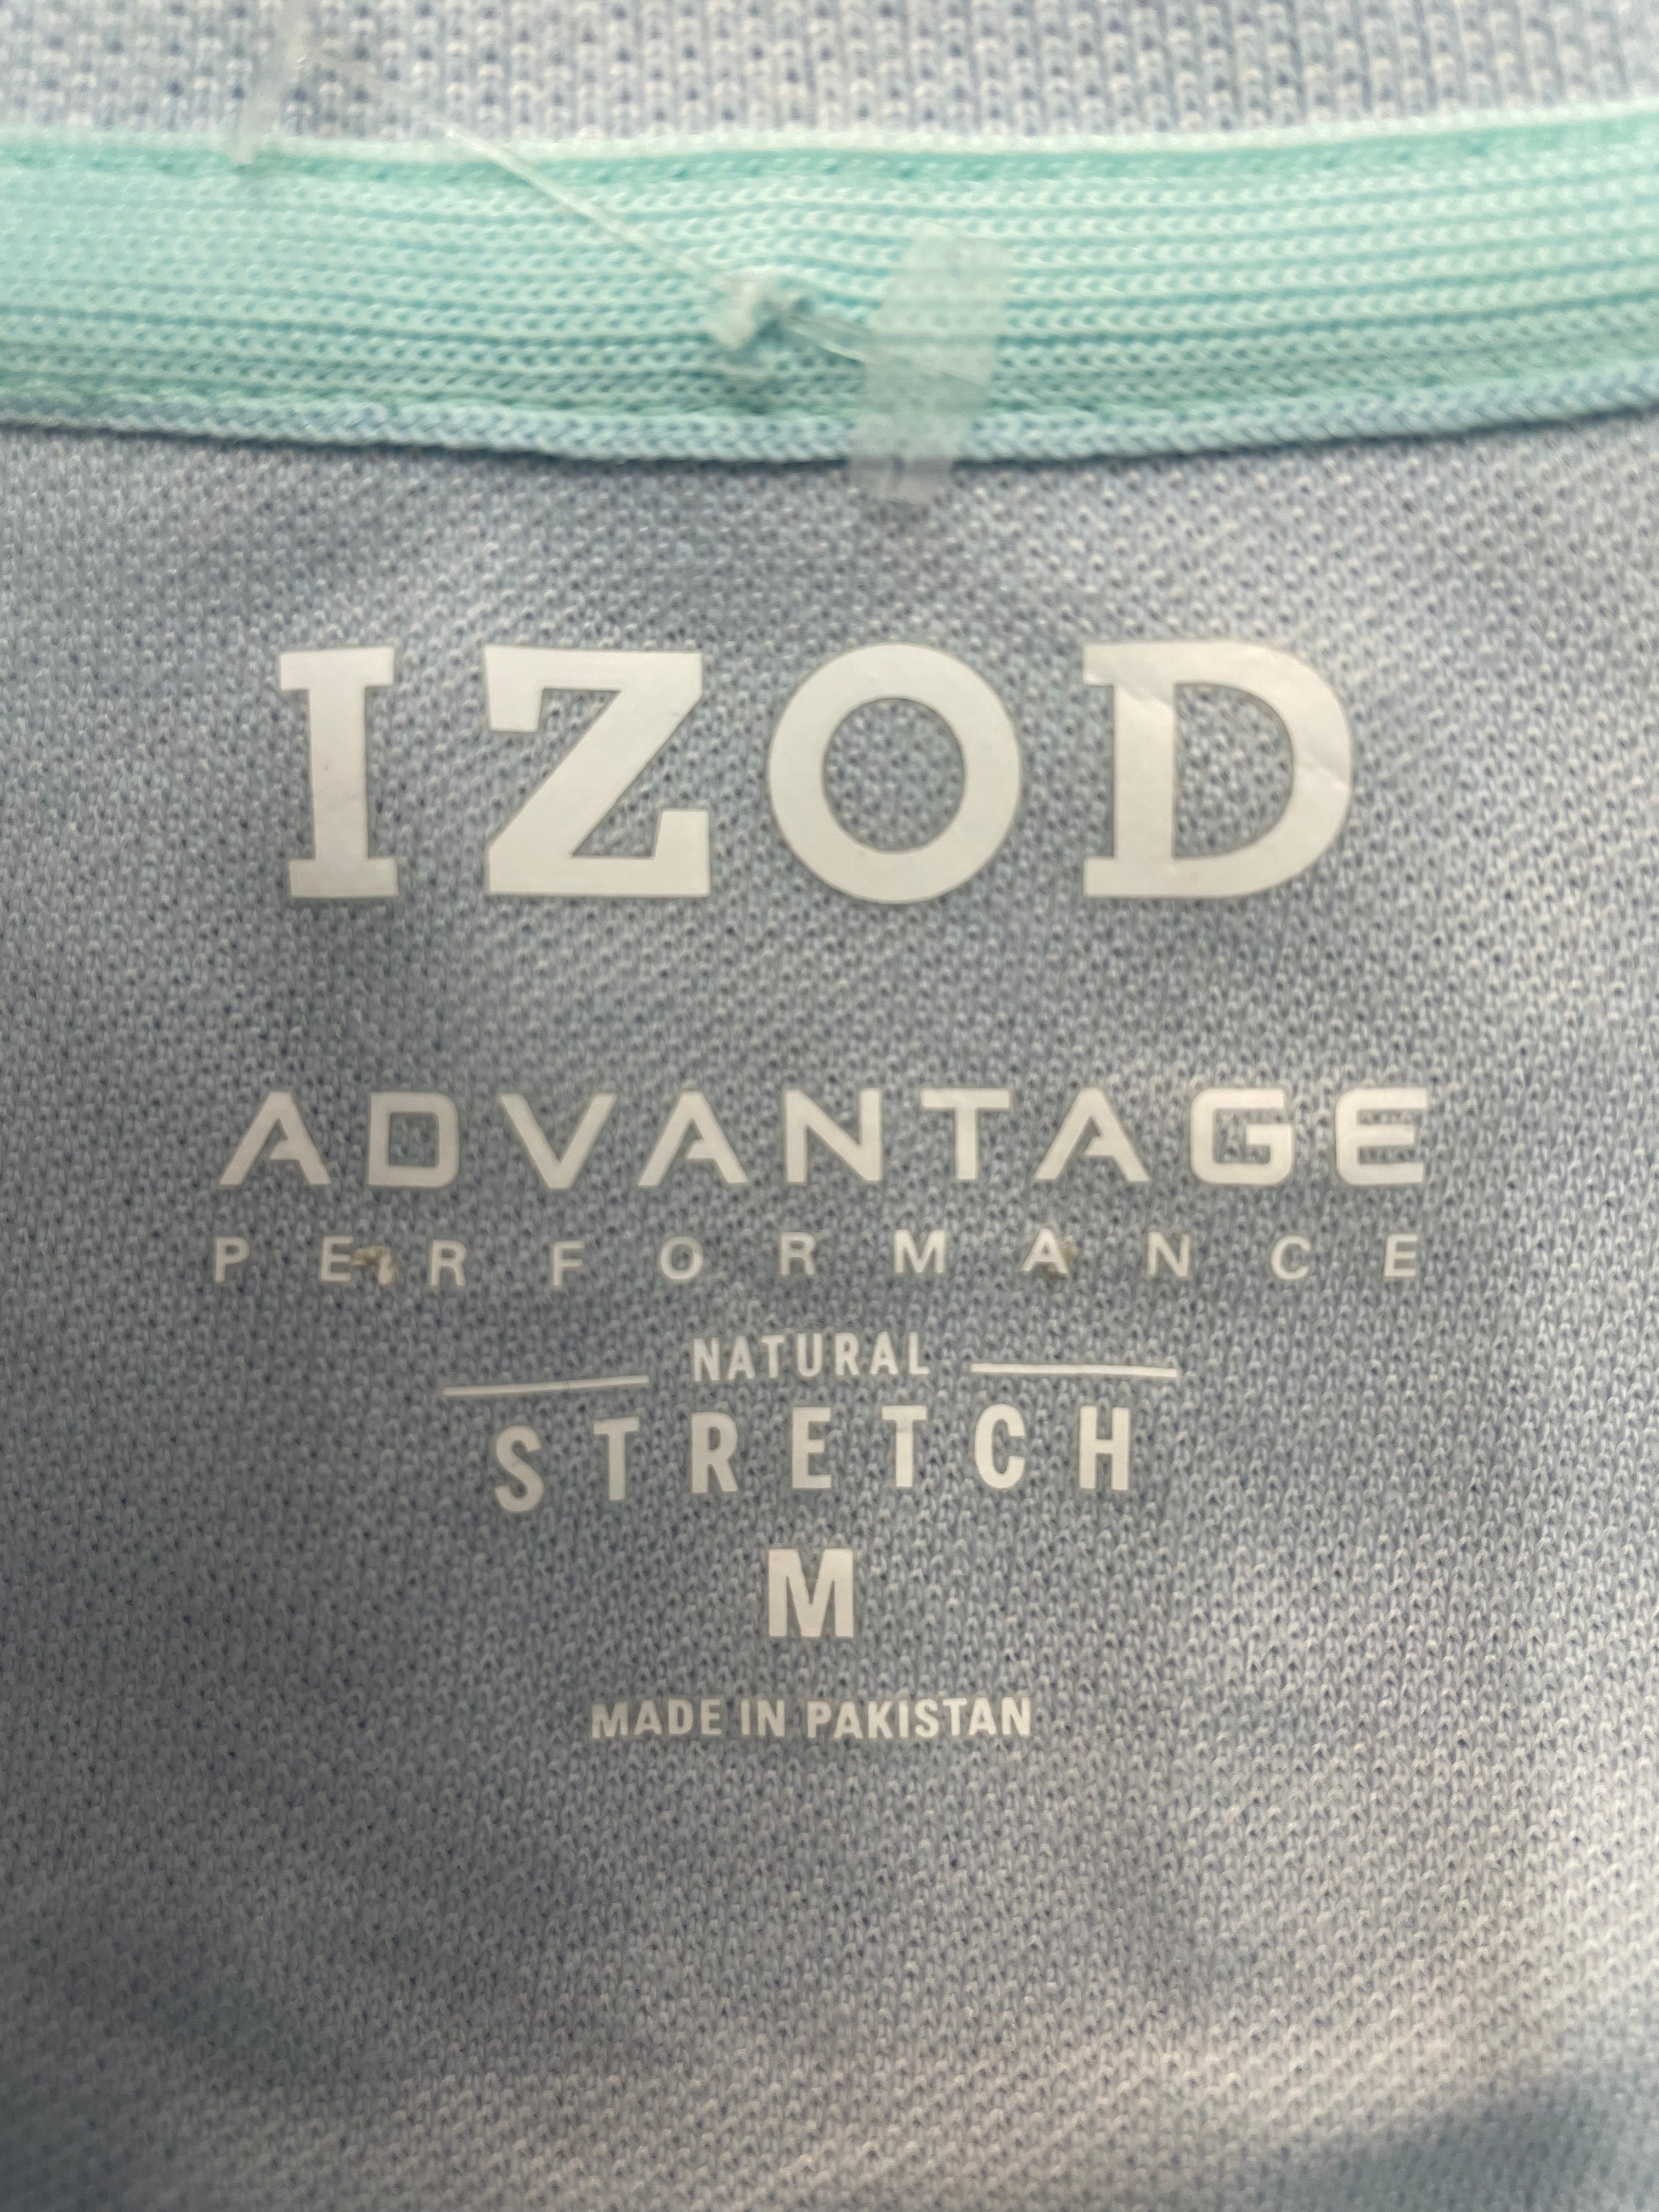 IZOD
ADVANTAGE
PERFORMANCE
NATURAL
STRETCH
M
MADE IN PAKISTAN